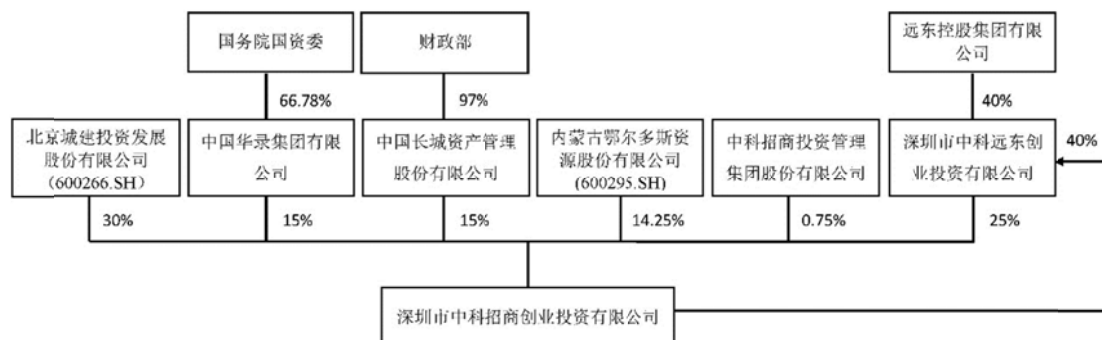 国务院国资委
财政部
远东控股集团有限
公司
66.78%
97%
40%
北京城建投资发展
股份有限公司
（600266.SH）
中国华录集团有限
公司
中国长城资产管理
股份有限公司
内蒙古鄂尔多斯资
源股份有限公司
(600295.SH)
中科招商投资管理
集团股份有限公司
深圳市中科远东创
业投资有限公司
40%
30%
15%
15%
14.25%
0.75%
25%
深圳市中科招商创业投资有限公司